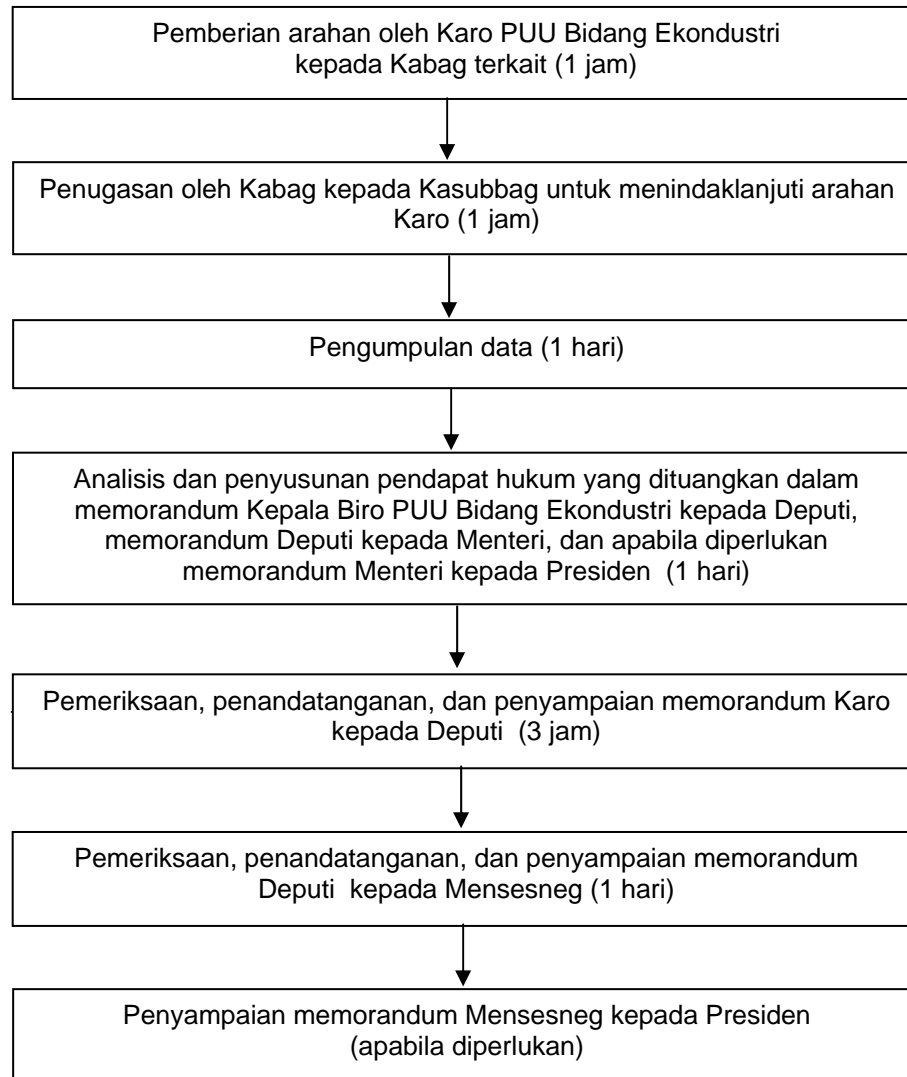 Pemberian arahan oleh Karo PUU Bidang Ekondustri
kepada Kabag terkait (1 jam)
Penugasan oleh Kabag kepada Kasubbag untuk menindaklanjuti arahan
Karo (1 jam)
Pengumpulan data (1 hari)
Analisis dan penyusunan pendapat hukum yang dituangkan dalam
memorandum Kepala Biro PUU Bidang Ekondustri kepada Deputi,
memorandum Deputi kepada Menteri, dan apabila diperlukan
memorandum Menteri kepada Presiden (1 hari)
Pemeriksaan, penandatanganan, dan penyampaian memorandum Karo
kepada Deputi (3 jam)
Pemeriksaan, penandatanganan, dan penyampaian memorandum
Deputi kepada Mensesneg (1 hari)
Penyampaian memorandum Mensesneg kepada Presiden
(apabila diperlukan)